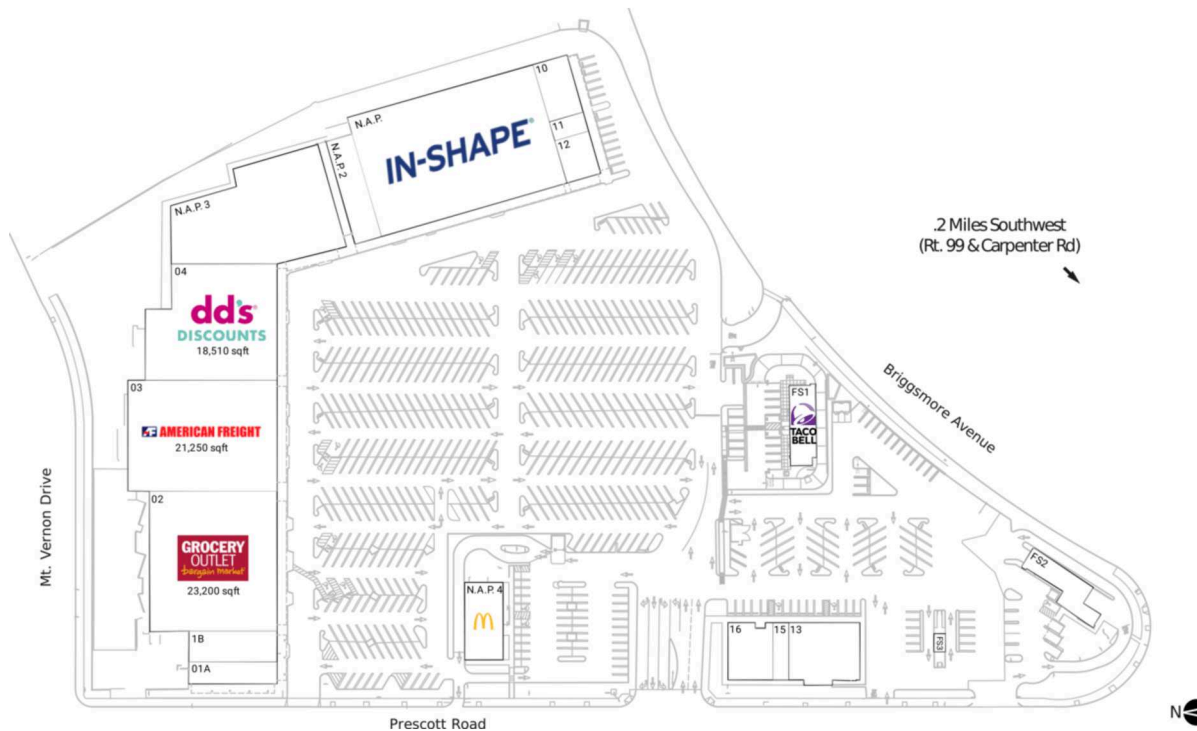 10
N.A.P.
11
IN-SHAPE
12
N.A.P. 2
N.A.P. 3
.2 Miles Southwest
(Rt. 99 & Carpenter Rd)
04
dd's
DISCOUNTS
18,510 sqft
03
AF AMERICAN FREIGHT
21,250 sqft
FS1
TACO
BELL
Briggsmore Avenue
Mt. Vernon Drive
02
GROCERY
OUTLET
bargain market
23,200 sqft
N.A.P. 4
FS2
1B
01A
16
15
13
FS3
Prescott Road
N